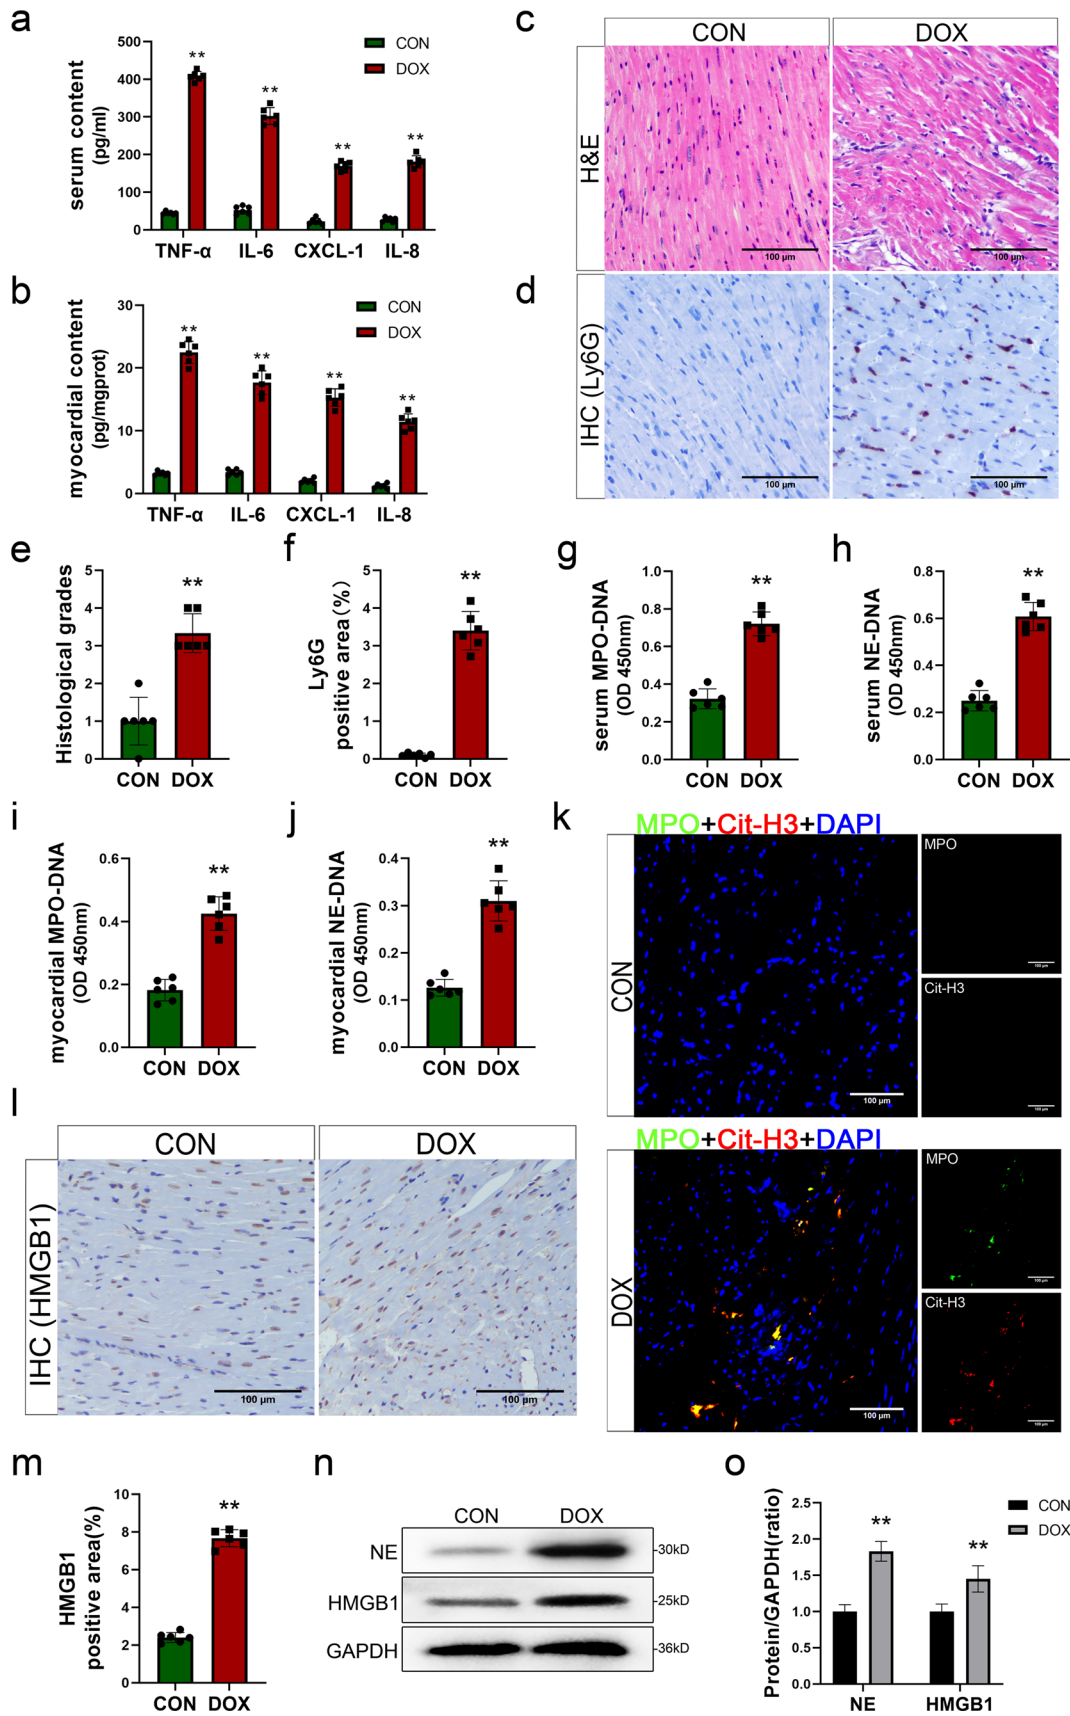 a
500
400
300
200
100
0
serum content
(pg/ml)
CON
DOX
**
**
**
**
TNF-α IL-6 CXCL-1 IL-8
b
30
20
10
0
myocardial content
(pg/mgprot)
CON
DOX
**
**
**
**
TNF-α IL-6 CXCL-1 IL-8
c
CON DOX
H&E
100 μm
100 μm
d
IHC (Ly6G)
100 μm
100 μm
e
Histological grades
5
4
3
2
1
0
**
CON DOX
f
Ly6G
positive area (%)
5
4
3
2
1
0
**
CON DOX
g
serum MPO-DNA
(OD 450nm)
1.0
0.8
0.6
0.4
0.2
0.0
**
CON DOX
h
serum NE-DNA
(OD 450nm)
0.8
0.6
0.4
0.2
0.0
**
CON DOX
i
myocardial MPO-DNA
(OD 450nm)
0.6
0.4
0.2
0.0
**
CON DOX
j
myocardial NE-DNA
(OD 450nm)
0.4
0.3
0.2
0.1
0.0
**
CON DOX
k
MPO+Cit-H3+DAPI
CON
100 μm
MPO
100 μm
Cit-H3
100 μm
MPO+Cit-H3+DAPI
DOX
100 μm
MPO
100 μm
Cit-H3
100 μm
l
CON DOX
IHC (HMGB1)
100 μm
100 μm
m
HMGB1
positive area(%)
10
8
6
4
2
0
**
CON DOX
n
CON DOX
NE -30kD
HMGB1 -25kD
GAPDH -36kD
o
Protein/GAPDH(ratio)
2.5
2.0
1.5
1.0
0.5
0.0
CON
DOX
**
**
NE HMGB1